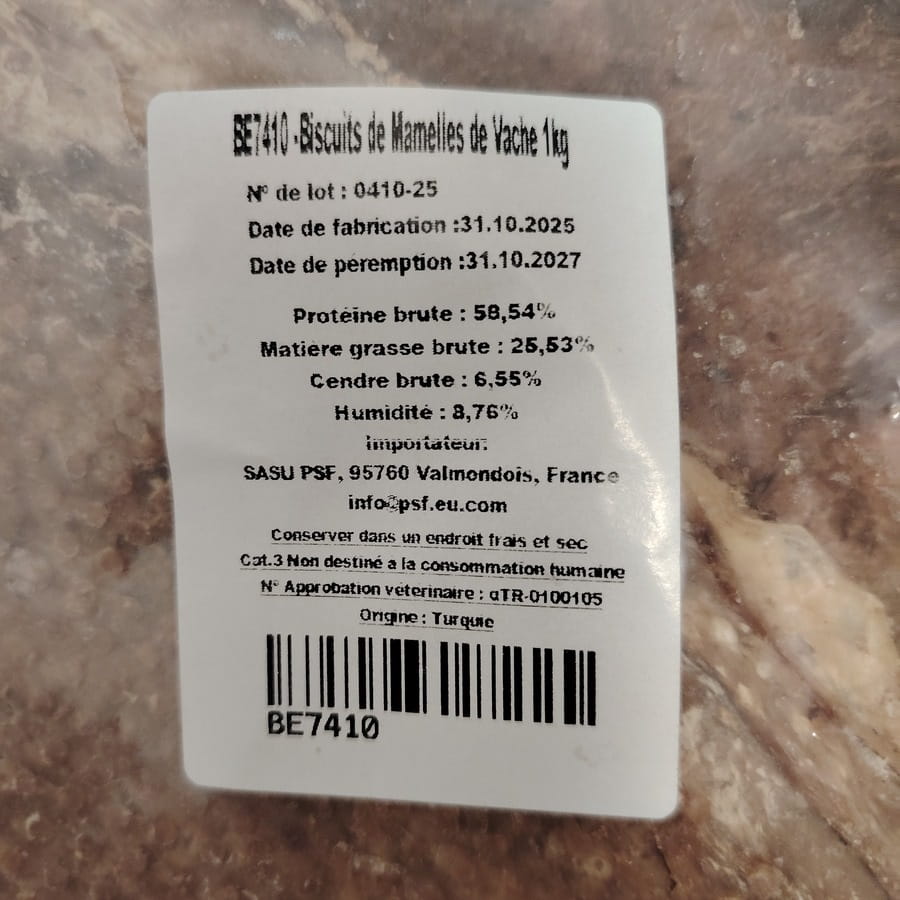 BE7410 -Biscuits de Mamelles de Vache 1kg
N° de lot : 0410-25
Date de fabrication :31.10.2025
Date de péremption :31.10.2027
Protéine brute : 58,54%
Matière grasse brute : 25,53%
Cendre brute : 6,55%
Humidité : 8,76%
Importateur:
SASU PSF, 95760 Valmondois, France
info@psf.eu.com
Conserver dans un endroit frais et sec
Cat.3 Non destiné a la consommation humaine
N° Approbation véterinaire : αTR-0100105
Origine : Turquie
BE7410